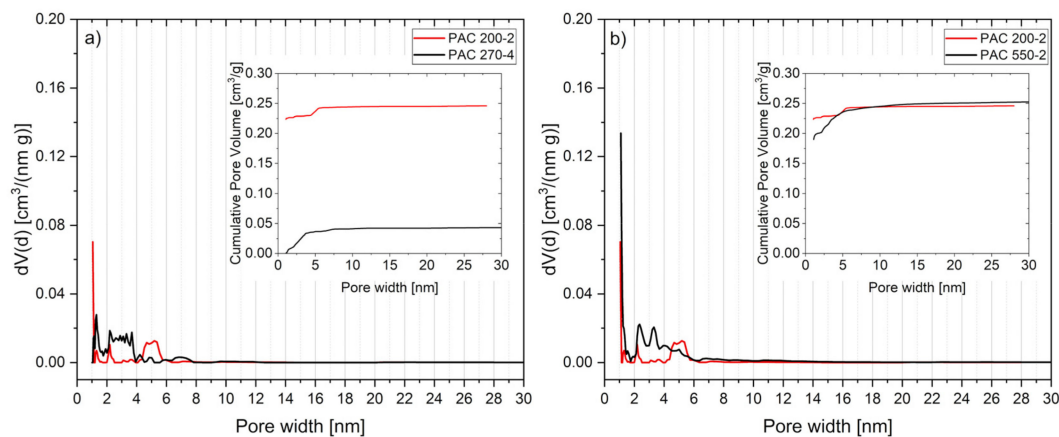 a)
PAC 200-2
PAC 270-4
dV(d) [cm³/(nm g)]
0.20
0.16
0.12
0.08
0.04
0.00
Cumulative Pore Volume [cm³/g]
0.30
0.25
0.20
0.15
0.10
0.05
0.00
0 5 10 15 20 25 30
Pore width [nm]
0 2 4 6 8 10 12 14 16 18 20 22 24 26 28 30
Pore width [nm]
b)
PAC 200-2
PAC 550-2
dV(d) [cm³/(nm g)]
0.20
0.16
0.12
0.08
0.04
0.00
Cumulative Pore Volume [cm³/g]
0.30
0.25
0.20
0.15
0.10
0.05
0.00
0 5 10 15 20 25 30
Pore width [nm]
0 2 4 6 8 10 12 14 16 18 20 22 24 26 28 30
Pore width [nm]